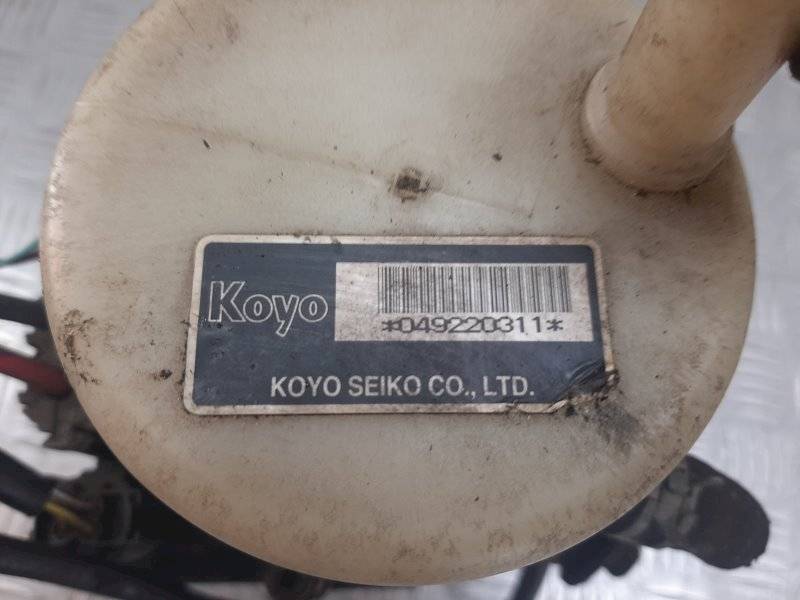 Koyo
*049220311*
KOYO SEIKO CO., LTD.